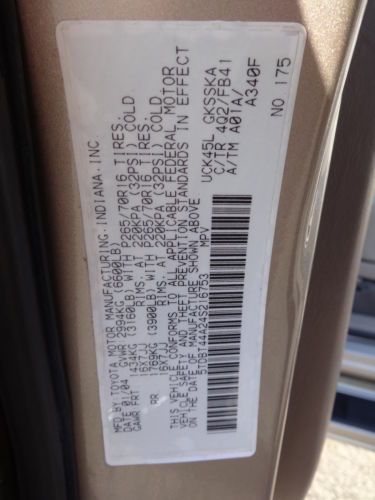 MFD BY: TOYOTA MOTOR MANUFACTURING, INDIANA, INC.
DATE 01/04 GVWR 2994KG (6600LB)
GAWR FRT 1434KG (3160LB) WITH P265/70R16 TIRES.
16X7JJ RIMS. AT 220KPA (32PSI) COLD
RR 1769KG (3900LB) WITH P265/70R16 TIRES.
16X7JJ RIMS. AT 220KPA (32PSI) COLD
THIS VEHICLE CONFORMS TO ALL APPLICABLE FEDERAL MOTOR
VEHICLE SAFETY AND THEFT PREVENTION STANDARDS IN EFFECT
ON THE DATE OF MANUFACTURE SHOWN ABOVE
5TDBT44A24S216753 MPV
UCK45L GKSSKA
C/TR 4Q2/FB41
A/TM A01A/
A340F
NO 175